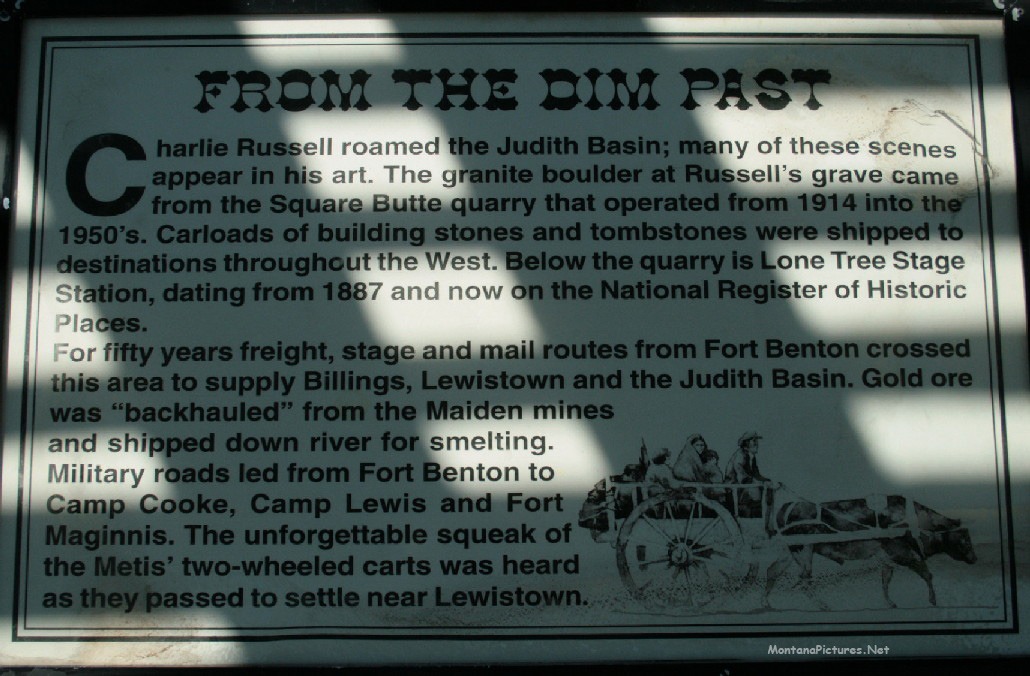 FROM THE DIM PAST
Charlie Russell roamed the Judith Basin; many of these scenes
appear in his art. The granite boulder at Russell's grave came
from the Square Butte quarry that operated from 1914 into the
1950's. Carloads of building stones and tombstones were shipped to
destinations throughout the West. Below the quarry is Lone Tree Stage
Station, dating from 1887 and now on the National Register of Historic
Places.
For fifty years freight, stage and mail routes from Fort Benton crossed
this area to supply Billings, Lewistown and the Judith Basin. Gold ore
was "backhauled" from the Maiden mines
and shipped down river for smelting.
Military roads led from Fort Benton to
Camp Cooke, Camp Lewis and Fort
Maginnis. The unforgettable squeak of
the Metis' two-wheeled carts was heard
as they passed to settle near Lewistown.
MontanaPictures.Net